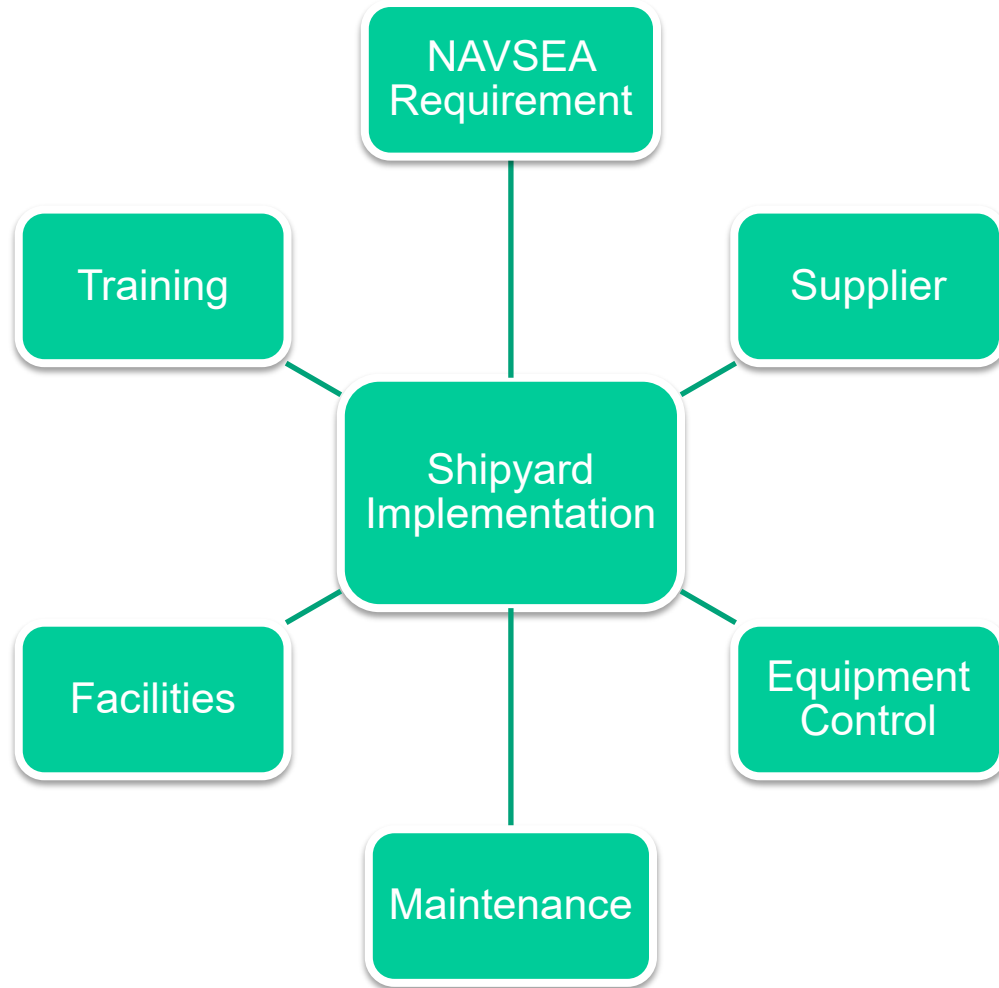 NAVSEA
Requirement
Training
Supplier
Shipyard
Implementation
Facilities
Equipment
Control
Maintenance